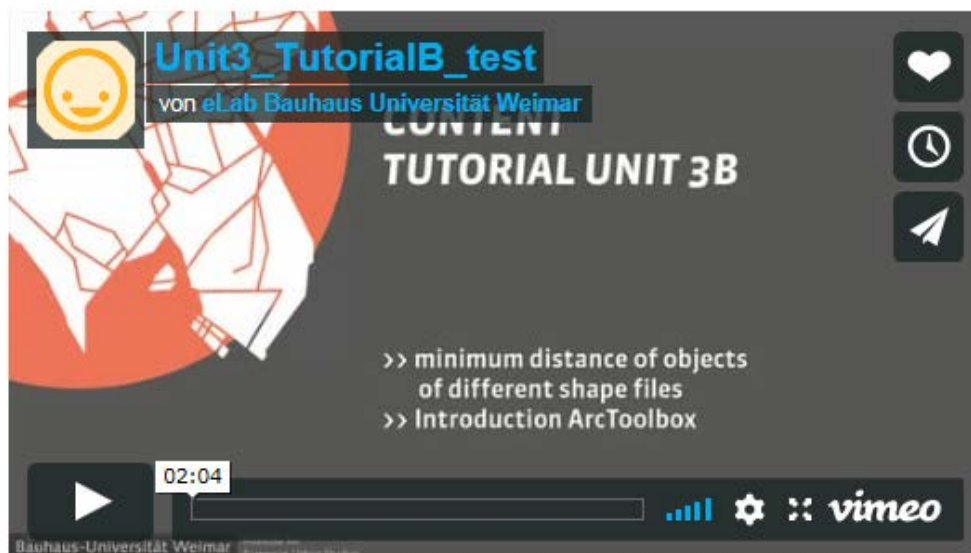 Unit3_TutorialB_test
von eLab Bauhaus Universität Weimar
CONTENT
TUTORIAL UNIT 3B
>> minimum distance of objects
of different shape files
>> Introduction ArcToolbox
02:04
vimeo
Bauhaus-Universität Weimar